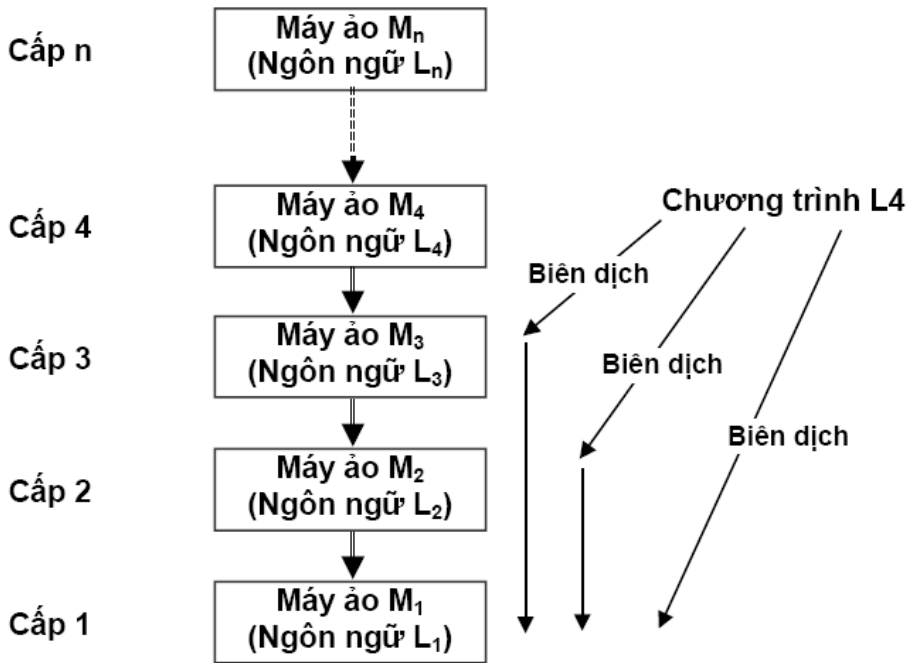 Cấp n
Máy ảo Mn
(Ngôn ngữ Ln)
Cấp 4
Máy ảo M4
(Ngôn ngữ L4)
Chương trình L4
Biên dịch
Cấp 3
Máy ảo M3
(Ngôn ngữ L3)
Biên dịch
Biên dịch
Cấp 2
Máy ảo M2
(Ngôn ngữ L2)
Cấp 1
Máy ảo M1
(Ngôn ngữ L1)